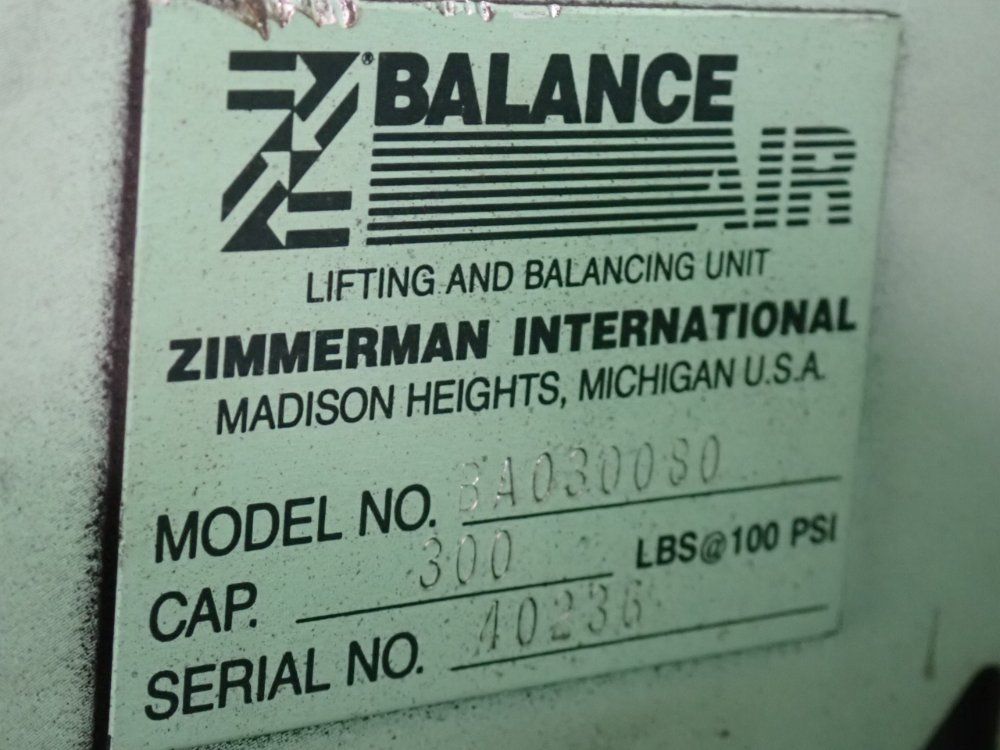 Z® BALANCE
AIR
LIFTING AND BALANCING UNIT
ZIMMERMAN INTERNATIONAL
MADISON HEIGHTS, MICHIGAN U.S.A.
MODEL NO. BA030080
CAP. 300 LBS@100 PSI
SERIAL NO. 40236